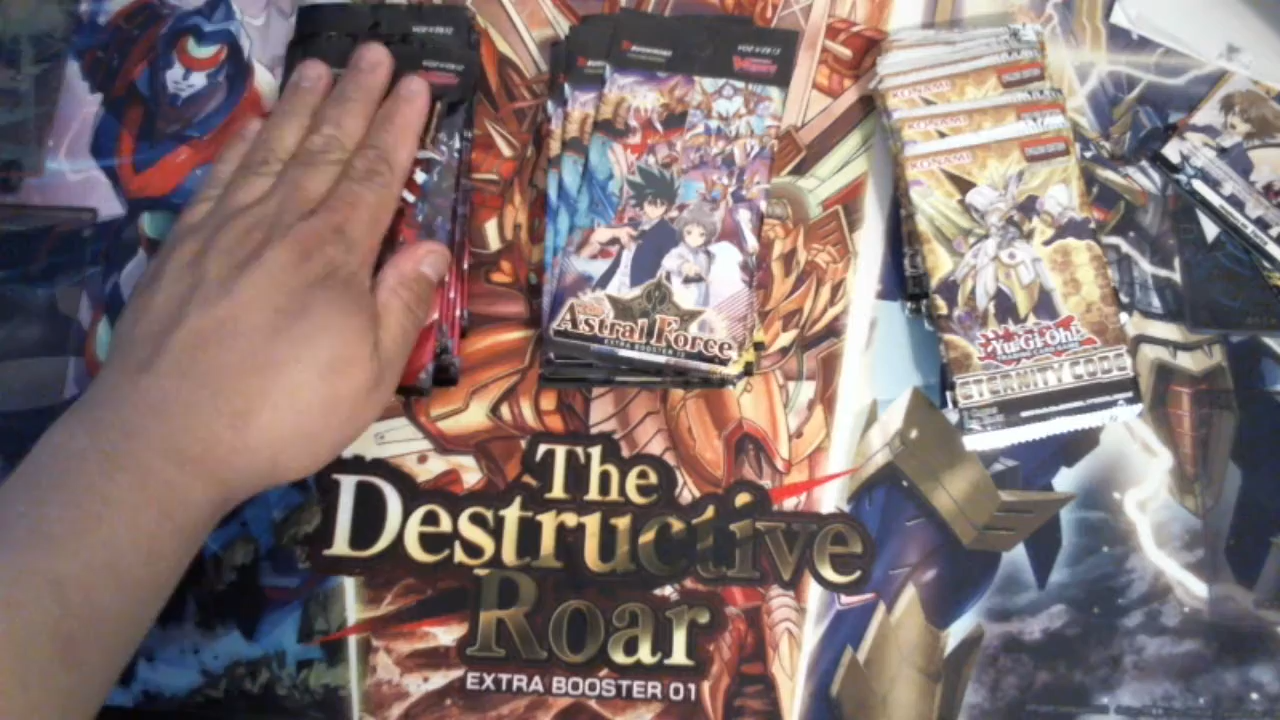 KONAMI
KONAMI
KONAMI
Yu-Gi-Oh!
TRADING CARD GAME
ETERNITY CODE
Astral Force
EXTRA BOOSTER 12
The
Destructive
Roar
EXTRA BOOSTER 01